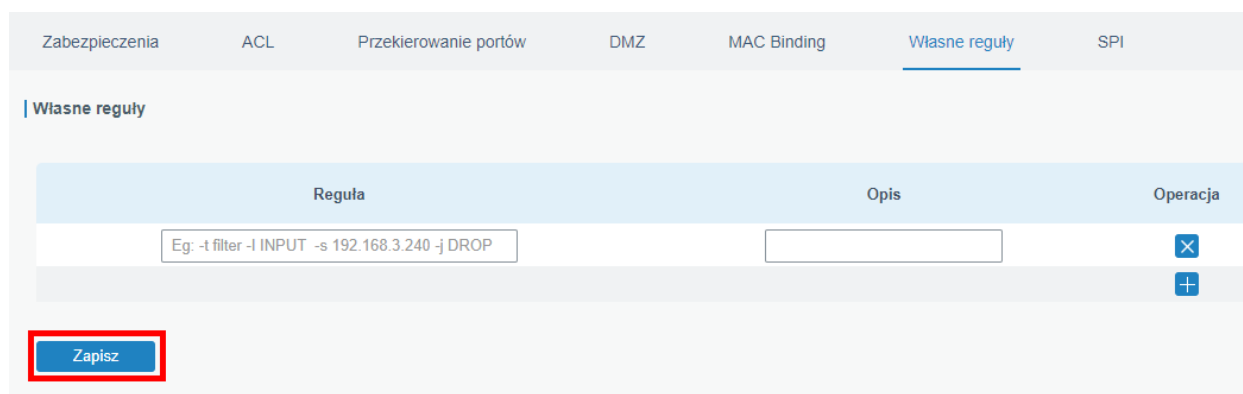 Zabezpieczenia ACL Przekierowanie portów DMZ MAC Binding Własne reguły SPI
Własne reguły
Reguła Opis Operacja
Eg: -t filter -I INPUT -s 192.168.3.240 -j DROP
Zapisz